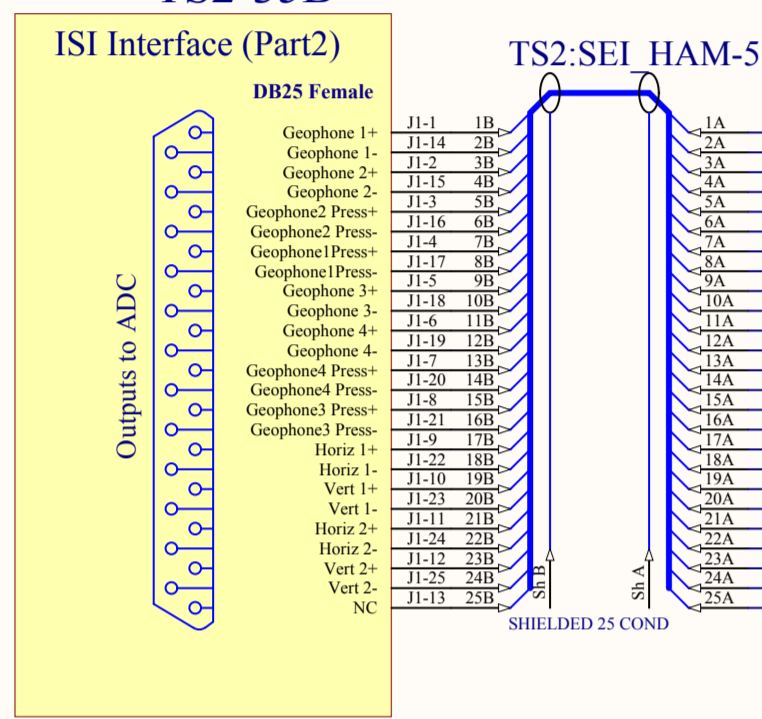 ISI Interface (Part2)
TS2:SEI_HAM-5
DB25 Female
Geophone 1+ J1-1 1B 1A
Geophone 1- J1-14 2B 2A
Geophone 2+ J1-2 3B 3A
Geophone 2- J1-15 4B 4A
Geophone2 Press+ J1-3 5B 5A
Geophone2 Press- J1-16 6B 6A
Geophone1Press+ J1-4 7B 7A
Geophone1Press- J1-17 8B 8A
Geophone 3+ J1-5 9B 9A
Geophone 3- J1-18 10B 10A
Geophone 4+ J1-6 11B 11A
Geophone 4- J1-19 12B 12A
Geophone4 Press+ J1-7 13B 13A
Geophone4 Press- J1-20 14B 14A
Geophone3 Press+ J1-8 15B 15A
Geophone3 Press- J1-21 16B 16A
Horiz 1+ J1-9 17B 17A
Horiz 1- J1-22 18B 18A
Vert 1+ J1-10 19B 19A
Vert 1- J1-23 20B 20A
Horiz 2+ J1-11 21B 21A
Horiz 2- J1-24 22B 22A
Vert 2+ J1-12 23B 23A
Vert 2- J1-25 24B 24A
NC J1-13 25B 25A
Outputs to ADC
Sh B
Sh A
SHIELDED 25 COND